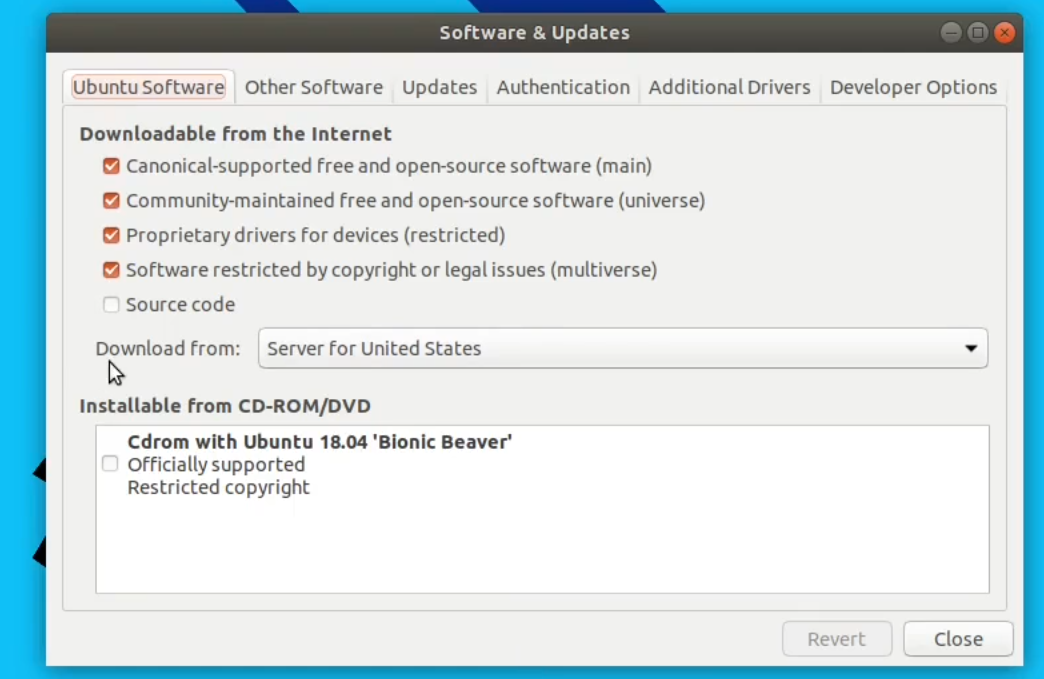 Software & Updates
Ubuntu Software Other Software Updates Authentication Additional Drivers Developer Options
Downloadable from the Internet
Canonical-supported free and open-source software (main)
Community-maintained free and open-source software (universe)
Proprietary drivers for devices (restricted)
Software restricted by copyright or legal issues (multiverse)
Source code
Download from: Server for United States
Installable from CD-ROM/DVD
Cdrom with Ubuntu 18.04 'Bionic Beaver'
Officially supported
Restricted copyright
Revert Close